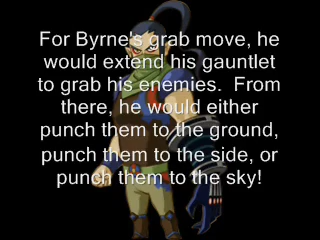 For Byrne's grab move, he
would extend his gauntlet
to grab his enemies.  From
there, he would either
punch them to the ground,
punch them to the side, or
punch them to the sky!